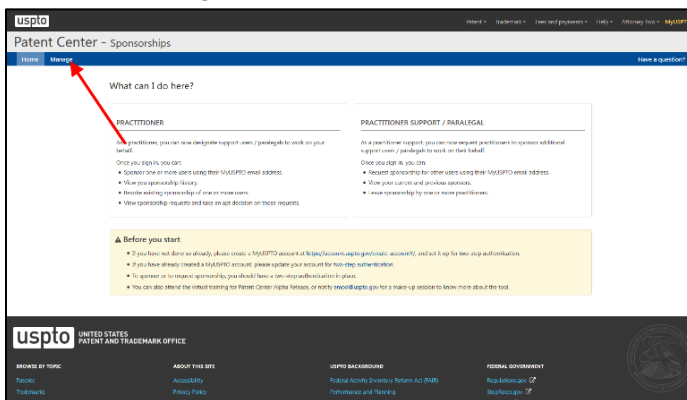 uspto
Patent Trademark Fees and payments Help Attorney Two MyUSPTO
Patent Center - Sponsorships
Home Manage Have a question?
What can I do here?
PRACTITIONER
As a practitioner, you can now designate support users / paralegals to work on your
behalf.
Once you sign in, you can:
• Sponsor one or more users using their MyUSPTO email address.
• View you sponsorship history.
• Revoke existing sponsorship of one or more users.
• View sponsorship requests and take an apt decision on those requests.
PRACTITIONER SUPPORT / PARALEGAL
As a practitioner support, you can now request practitioners to sponsor additional
support users / paralegals to work on their behalf.
Once you sign in, you can:
• Request sponsorship for other users using their MyUSPTO email address.
• View your current and previous sponsors.
• Leave sponsorship by one or more practitioners.
Before you start
• If you have not done so already, please create a MyUSPTO account at https://account.uspto.gov/create-account#/, and set it up for two-step authentication.
• If you have already created a MyUSPTO account, please update your account for two-step authentication.
• To sponsor or to request sponsorship, you should have a two-step authentication in place.
• You can also attend the virtual training for Patent Center Alpha Release, or notify emod@uspto.gov for a make-up session to know more about the tool.
uspto UNITED STATES
PATENT AND TRADEMARK OFFICE
BROWSE BY TOPIC ABOUT THIS SITE USPTO BACKGROUND FEDERAL GOVERNMENT
Patents Accessibility Federal Activity Inventory Reform Act (FAIR) Regulations.gov
Trademarks Privacy Policy Performance and Planning StopFakes.gov